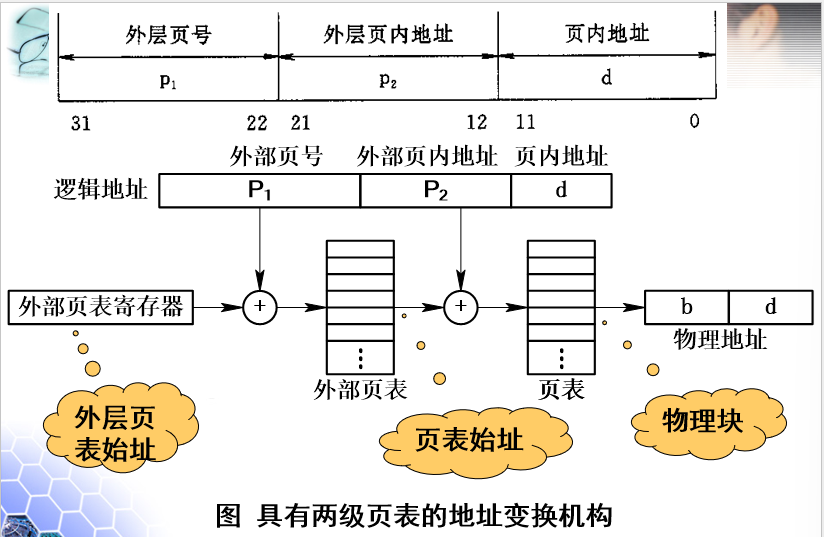 外层页号 外层页内地址 页内地址
p1 p2 d
31 22 21 12 11 0
外部页号 外部页内地址 页内地址
逻辑地址 P1 P2 d
外部页表寄存器 + + b d
物理地址
外部页表 页表
外层页
表始址
页表始址
物理块
图 具有两级页表的地址变换机构